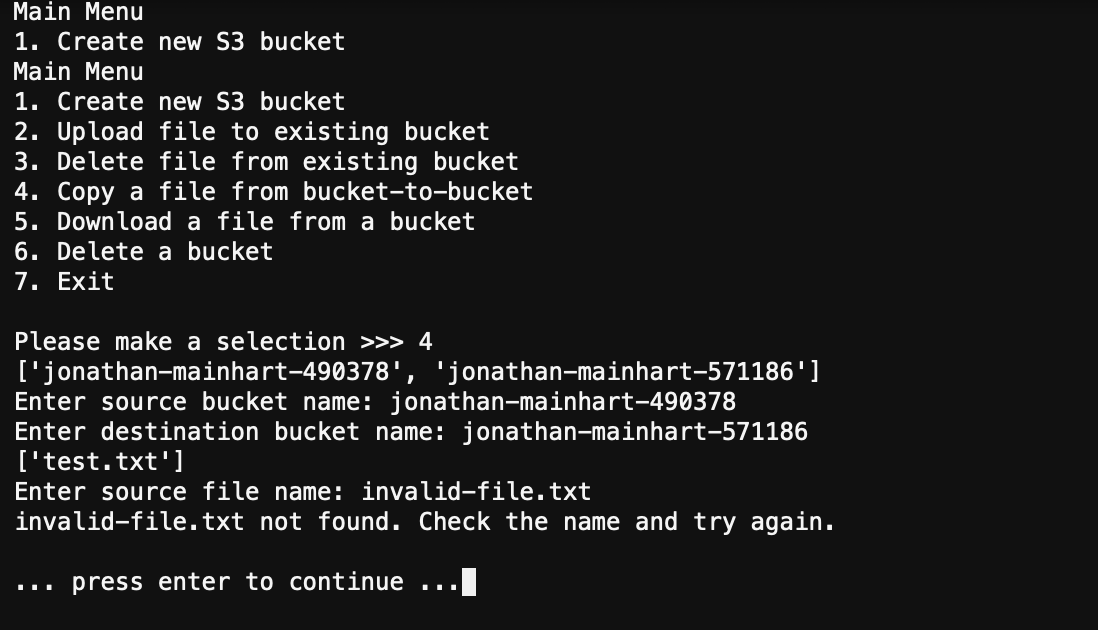 Main Menu
1. Create new S3 bucket
Main Menu
1. Create new S3 bucket
2. Upload file to existing bucket
3. Delete file from existing bucket
4. Copy a file from bucket-to-bucket
5. Download a file from a bucket
6. Delete a bucket
7. Exit
Please make a selection >>> 4
['jonathan-mainhart-490378', 'jonathan-mainhart-571186']
Enter source bucket name: jonathan-mainhart-490378
Enter destination bucket name: jonathan-mainhart-571186
['test.txt']
Enter source file name: invalid-file.txt
invalid-file.txt not found. Check the name and try again.
... press enter to continue ...